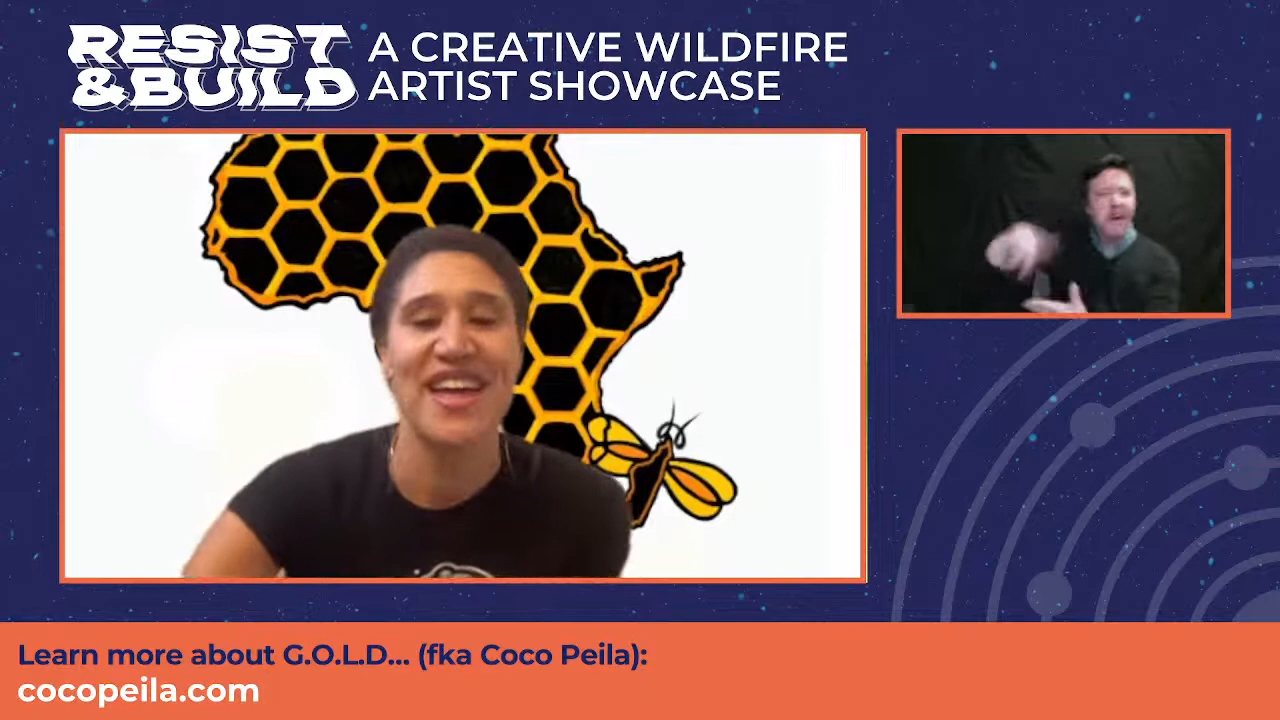 RESIST
&BUILD
A CREATIVE WILDFIRE
ARTIST SHOWCASE
Learn more about G.O.L.D... (fka Coco Peila):
cocopeila.com